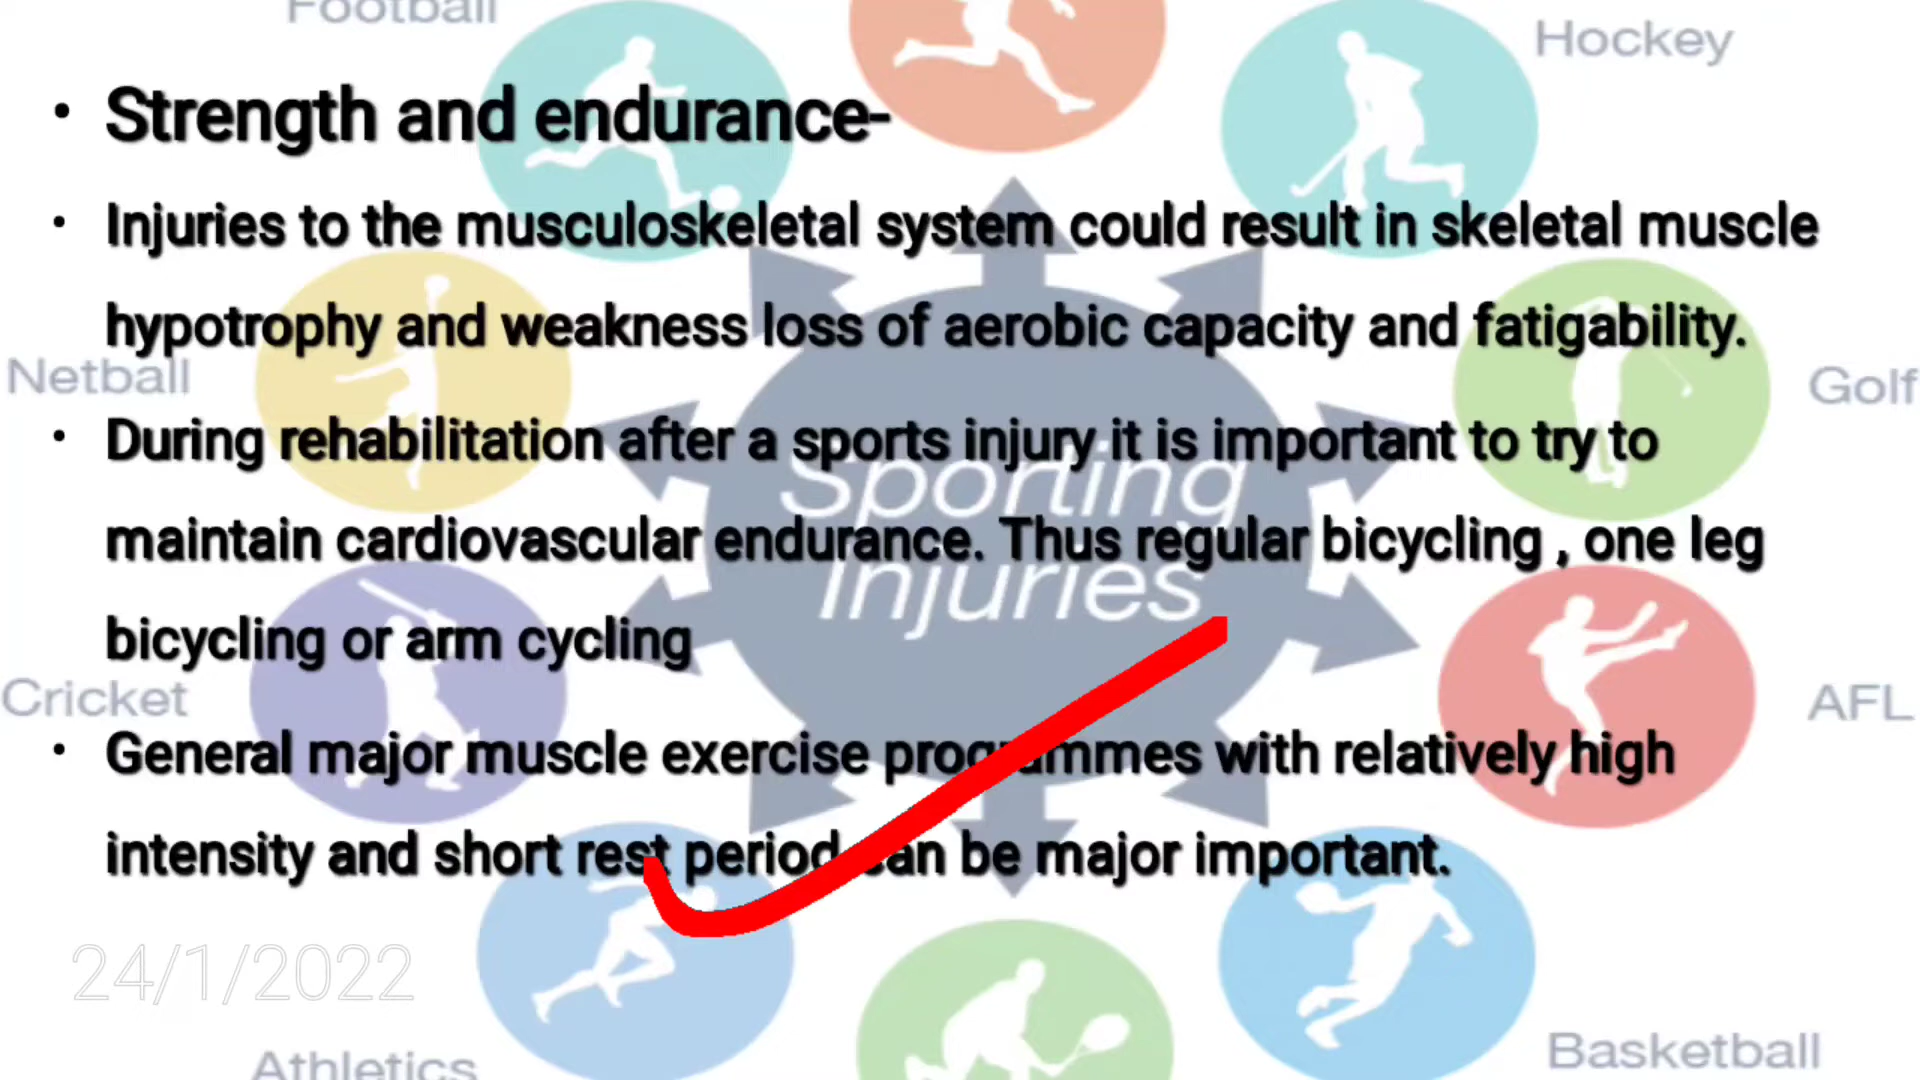 Football
Hockey
• Strength and endurance-
• Injuries to the musculoskeletal system could result in skeletal muscle
hypotrophy and weakness loss of aerobic capacity and fatigability.
Netball
Golf
• During rehabilitation after a sports injury it is important to try to
Sporting
maintain cardiovascular endurance. Thus regular bicycling , one leg
Injuries
bicycling or arm cycling
Cricket
AFL
• General major muscle exercise programmes with relatively high
intensity and short rest period can be major important.
24/1/2022
Athletics
Basketball